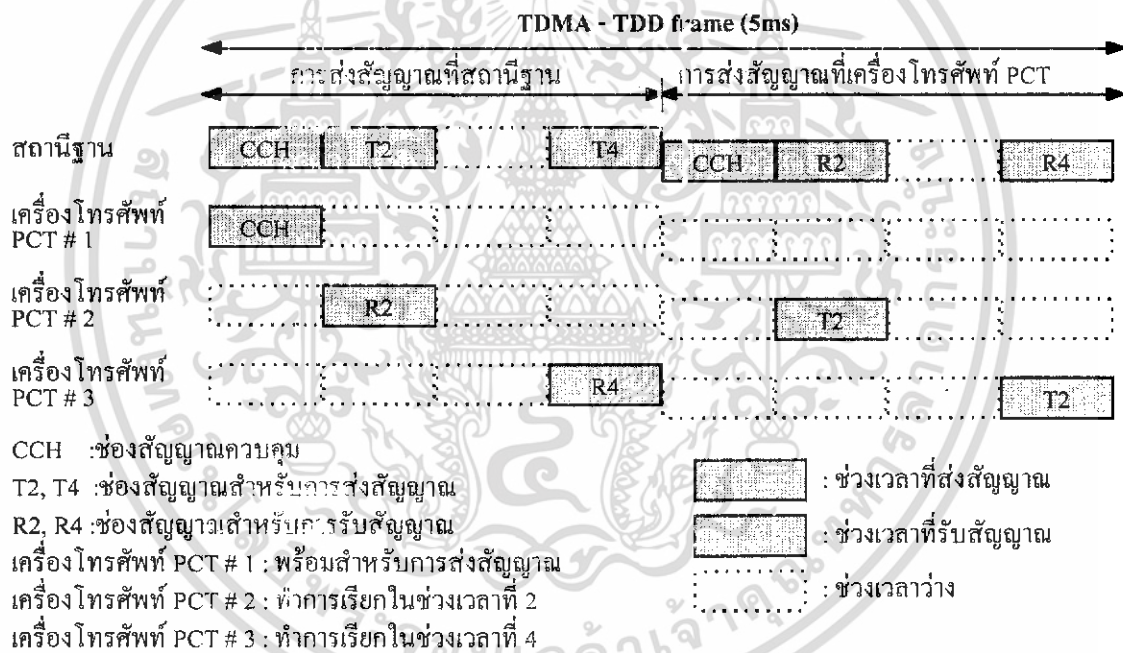 TDMA - TDD frame (5ms)
การส่งสัญญาณที่สถานีฐาน การส่งสัญญาณที่เครื่องโทรศัพท์ PCT
สถานีฐาน CCH T2 T4 CCH R2 R4
เครื่องโทรศัพท์
PCT # 1 CCH
เครื่องโทรศัพท์
PCT # 2 R2 T2
เครื่องโทรศัพท์
PCT # 3 R4 T2
CCH :ช่องสัญญาณควบคุม
T2, T4 :ช่องสัญญาณสำหรับการส่งสัญญาณ
R2, R4 :ช่องสัญญาณสำหรับการรับสัญญาณ
เครื่องโทรศัพท์ PCT # 1 : พร้อมสำหรับการส่งสัญญาณ
เครื่องโทรศัพท์ PCT # 2 : ทำการเรียกในช่วงเวลาที่ 2
เครื่องโทรศัพท์ PCT # 3 : ทำการเรียกในช่วงเวลาที่ 4
: ช่วงเวลาที่ส่งสัญญาณ
: ช่วงเวลาที่รับสัญญาณ
: ช่วงเวลาว่าง